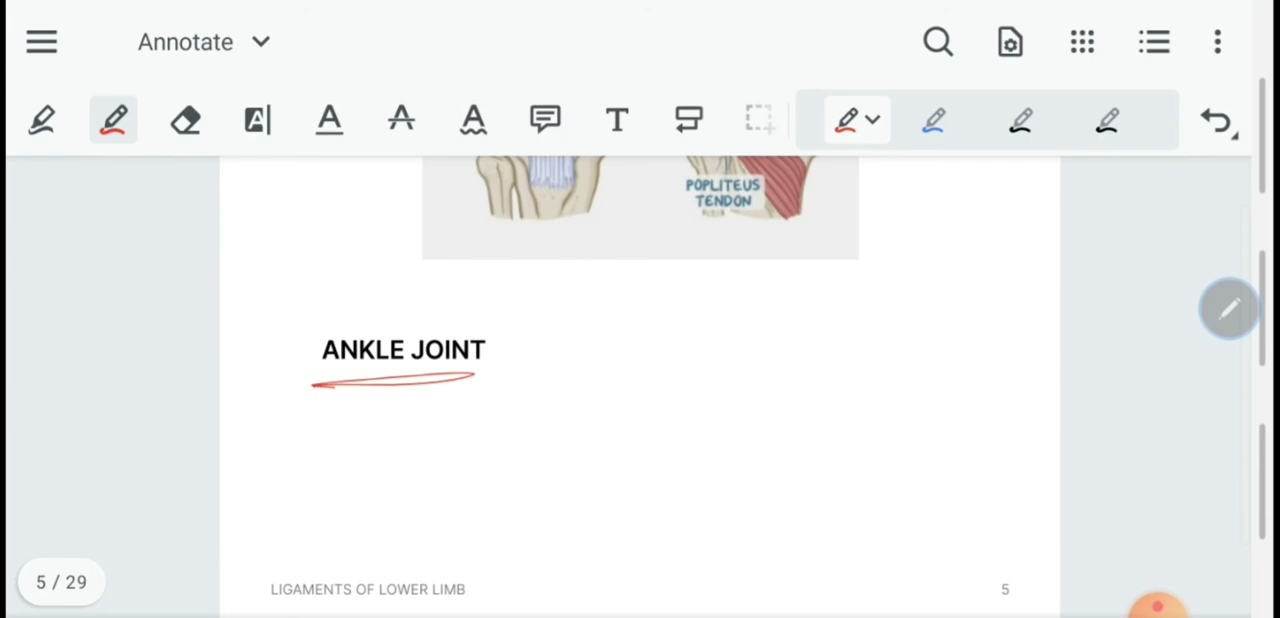 Annotate
POPLITEUS
TENDON
ANKLE JOINT
5 / 29
LIGAMENTS OF LOWER LIMB
5